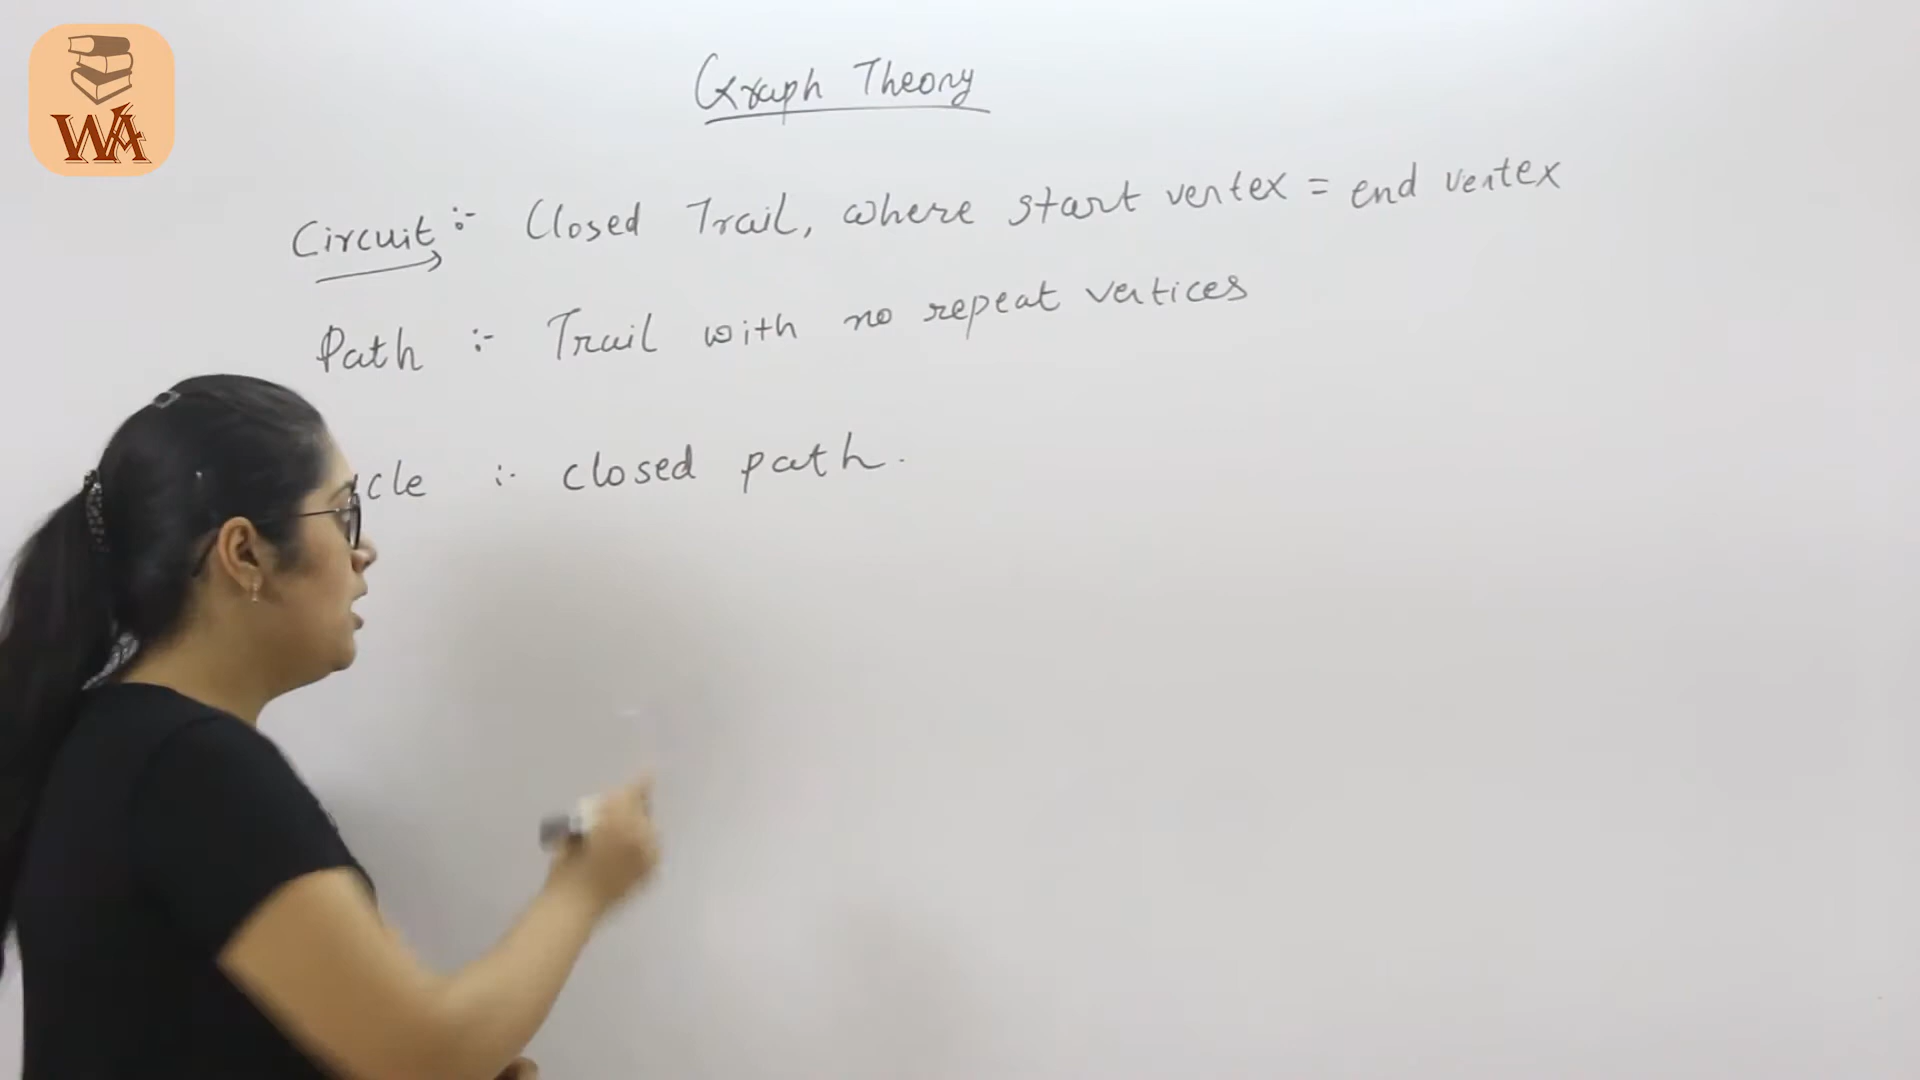 WA
Graph Theory
Circuit :- Closed Trail, where start vertex = end vertex
Path :- Trail with no repeat vertices
cle :- closed path.